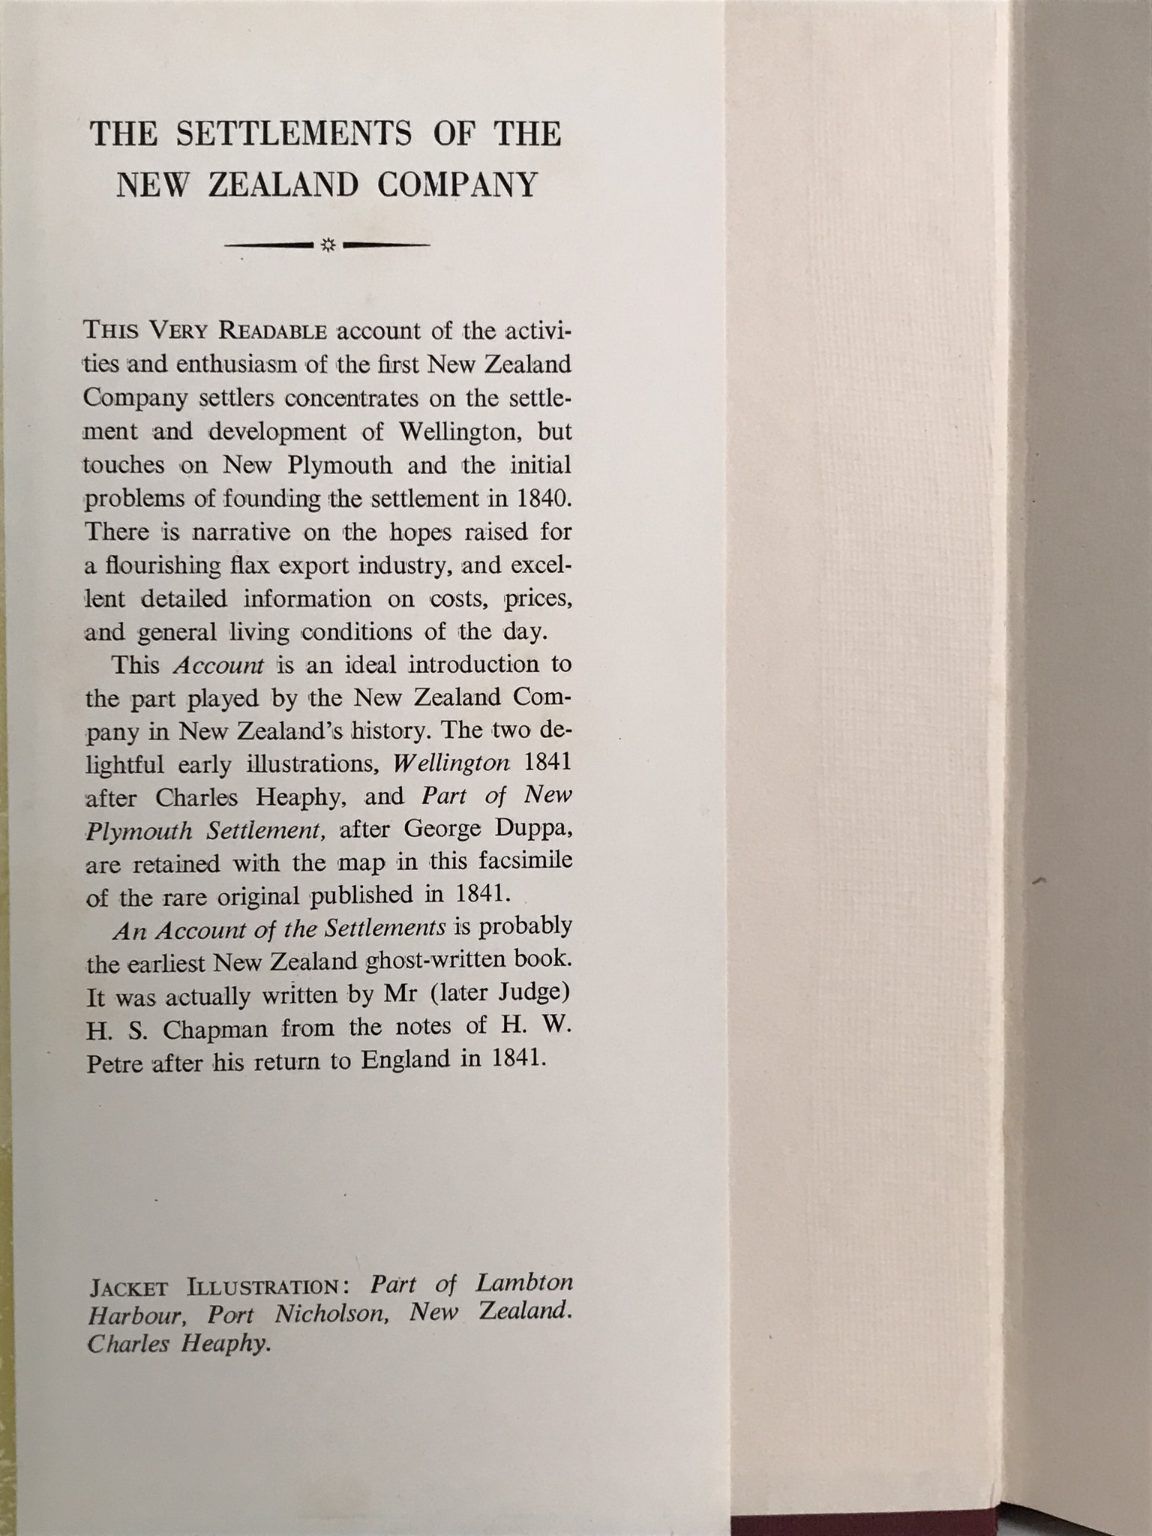 THE SETTLEMENTS OF THE
NEW ZEALAND COMPANY
THIS VERY READABLE account of the activi-
ties and enthusiasm of the first New Zealand
Company settlers concentrates on the settle-
ment and development of Wellington, but
touches on New Plymouth and the initial
problems of founding the settlement in 1840.
There is narrative on the hopes raised for
a flourishing flax export industry, and excel-
lent detailed information on costs, prices,
and general living conditions of the day.
This Account is an ideal introduction to
the part played by the New Zealand Com-
pany in New Zealand's history. The two de-
lightful early illustrations, Wellington 1841
after Charles Heaphy, and Part of New
Plymouth Settlement, after George Duppa,
are retained with the map in this facsimile
of the rare original published in 1841.
An Account of the Settlements is probably
the earliest New Zealand ghost-written book.
It was actually written by Mr (later Judge)
H. S. Chapman from the notes of H. W.
Petre after his return to England in 1841.
JACKET ILLUSTRATION: Part of Lambton
Harbour, Port Nicholson, New Zealand.
Charles Heaphy.